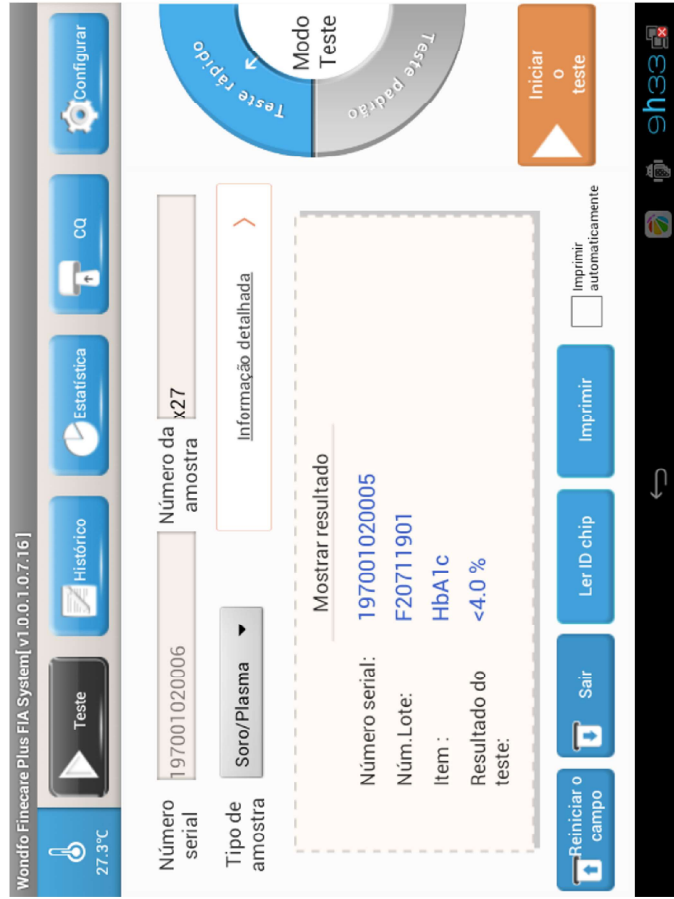 Wondfo Finecare Plus FIA System[ v1.0.0.1.0.7.16]
27.3℃
Teste
Histórico
Estatística
CQ
Configurar
Número serial
197001020006
Número da amostra
x27
Tipo de amostra
Soro/Plasma
Informação detalhada
Mostrar resultado
Número serial: 197001020005
Núm.Lote: F20711901
Item : HbA1c
Resultado do teste: <4.0 %
Teste rápido
Modo Teste
Teste padrão
Iniciar o teste
Reiniciar o campo
Sair
Ler ID chip
Imprimir
Imprimir automaticamente
9h33